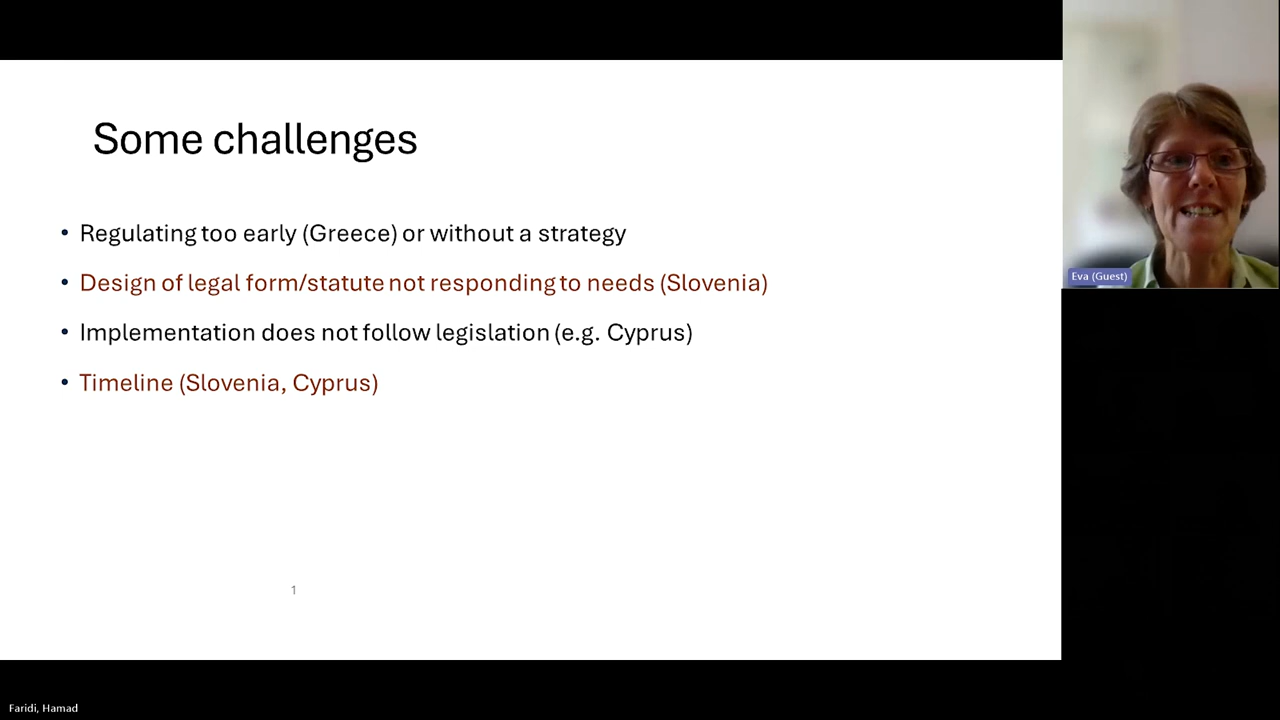 Some challenges
• Regulating too early (Greece) or without a strategy
• Design of legal form/statute not responding to needs (Slovenia)
• Implementation does not follow legislation (e.g. Cyprus)
• Timeline (Slovenia, Cyprus)
1
Eva (Guest)
Faridi, Hamad